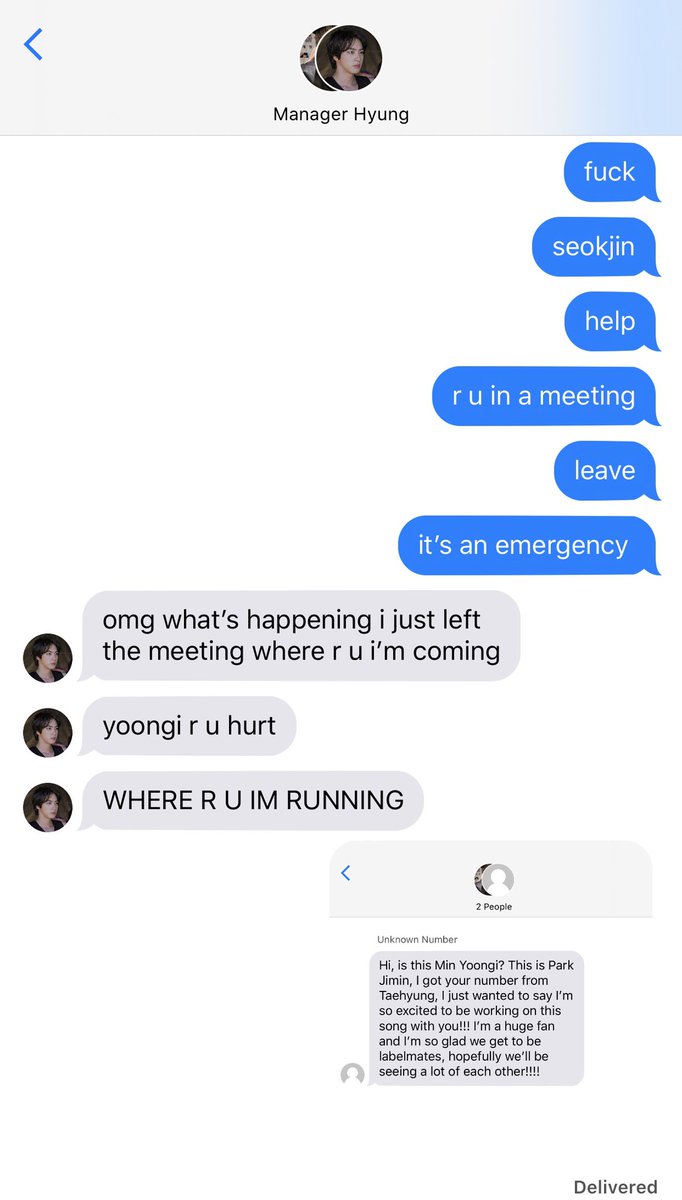 Manager Hyung
fuck
seokjin
help
r u in a meeting
leave
it’s an emergency
omg what’s happening i just left
the meeting where r u i’m coming
yoongi r u hurt
WHERE R U IM RUNNING
2 People
Unknown Number
Hi, is this Min Yoongi? This is Park
Jimin, I got your number from
Taehyung, I just wanted to say I’m
so excited to be working on this
song with you!!! I’m a huge fan
and I’m so glad we get to be
labelmates, hopefully we’ll be
seeing a lot of each other!!!!
Delivered